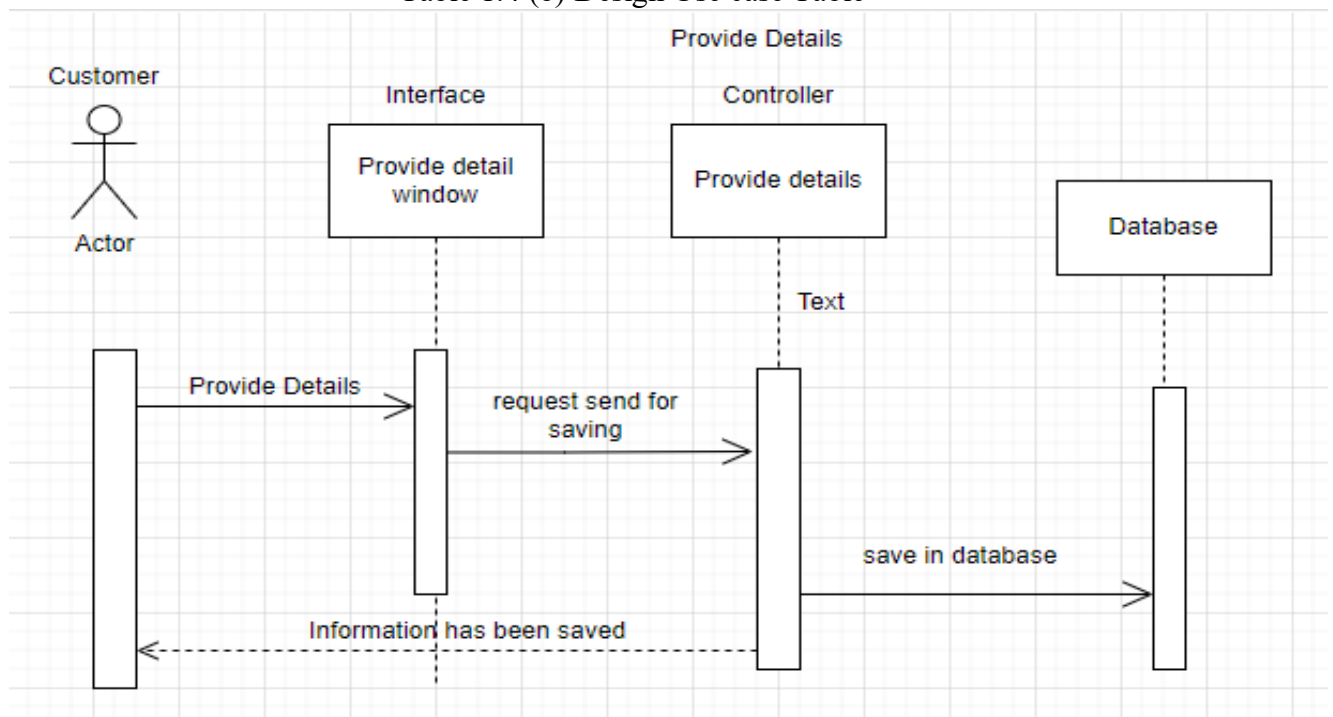 Provide Details
Customer
Interface
Controller
Provide detail
window
Provide details
Database
Actor
Text
Provide Details
request send for
saving
save in database
Information has been saved